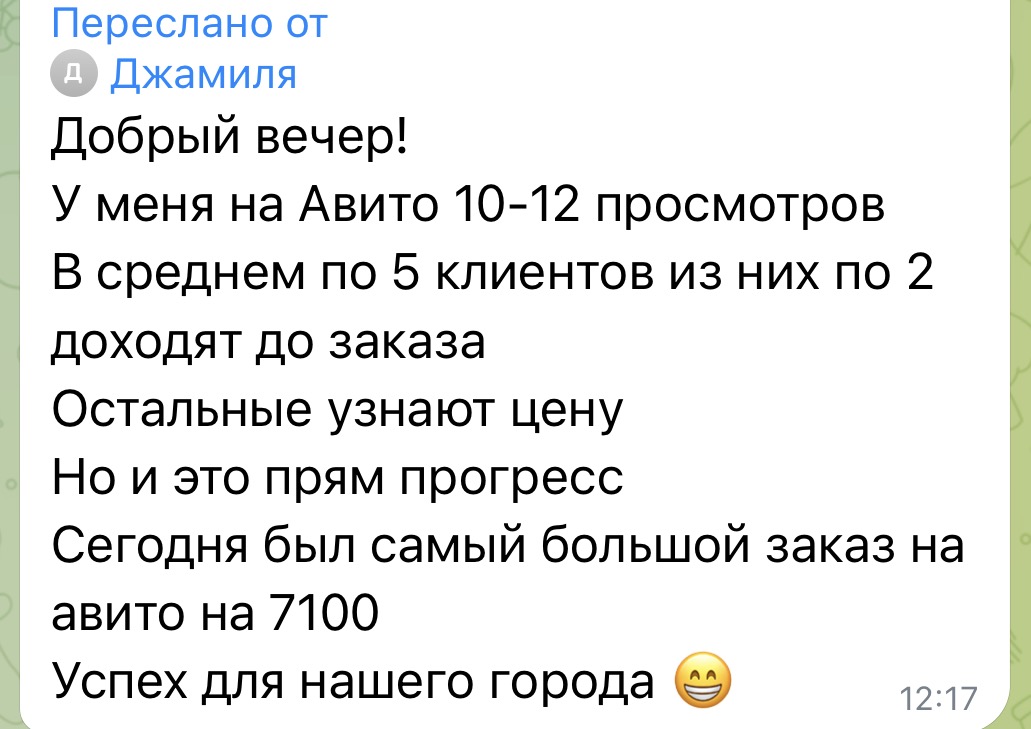 Переслано от
Д Джамиля
Добрый вечер!
У меня на Авито 10-12 просмотров
В среднем по 5 клиентов из них по 2
доходят до заказа
Остальные узнают цену
Но и это прям прогресс
Сегодня был самый большой заказ на
авито на 7100
Успех для нашего города 😁
12:17